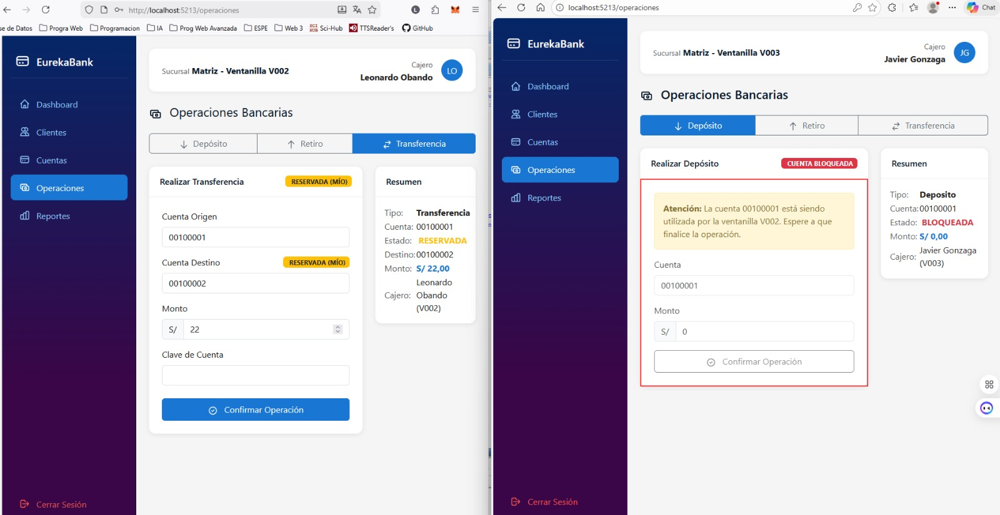 http://localhost:5213/operaciones
se de Datos Progra Web Programacion IA Prog Web Avanzada ESPE Web 3 SCI HUB Sci-Hub TTSReader's GitHub
EurekaBank
Dashboard
Clientes
Cuentas
Operaciones
Reportes
Cerrar Sesión
Sucursal Matriz - Ventanilla V002
Cajero
Leonardo Obando
LO
Operaciones Bancarias
Depósito Retiro Transferencia
Realizar Transferencia RESERVADA (MÍO)
Cuenta Origen
00100001
Cuenta Destino RESERVADA (MÍO)
00100002
Monto
S/ 22
Clave de Cuenta
Confirmar Operación
Resumen
Tipo: Transferencia
Cuenta: 00100001
Estado: RESERVADA
Destino: 00100002
Monto: S/ 22,00
Cajero: Leonardo
Obando
(V002)
localhost:5213/operaciones
Chat
EurekaBank
Dashboard
Clientes
Cuentas
Operaciones
Reportes
Cerrar Sesión
Sucursal Matriz - Ventanilla V003
Cajero
Javier Gonzaga
JG
Operaciones Bancarias
Depósito Retiro Transferencia
Realizar Depósito CUENTA BLOQUEADA
Atención: La cuenta 00100001 está siendo
utilizada por la ventanilla V002. Espere a que
finalice la operación.
Cuenta
00100001
Monto
S/ 0
Confirmar Operación
Resumen
Tipo: Deposito
Cuenta: 00100001
Estado: BLOQUEADA
Monto: S/ 0,00
Cajero: Javier Gonzaga
(V003)